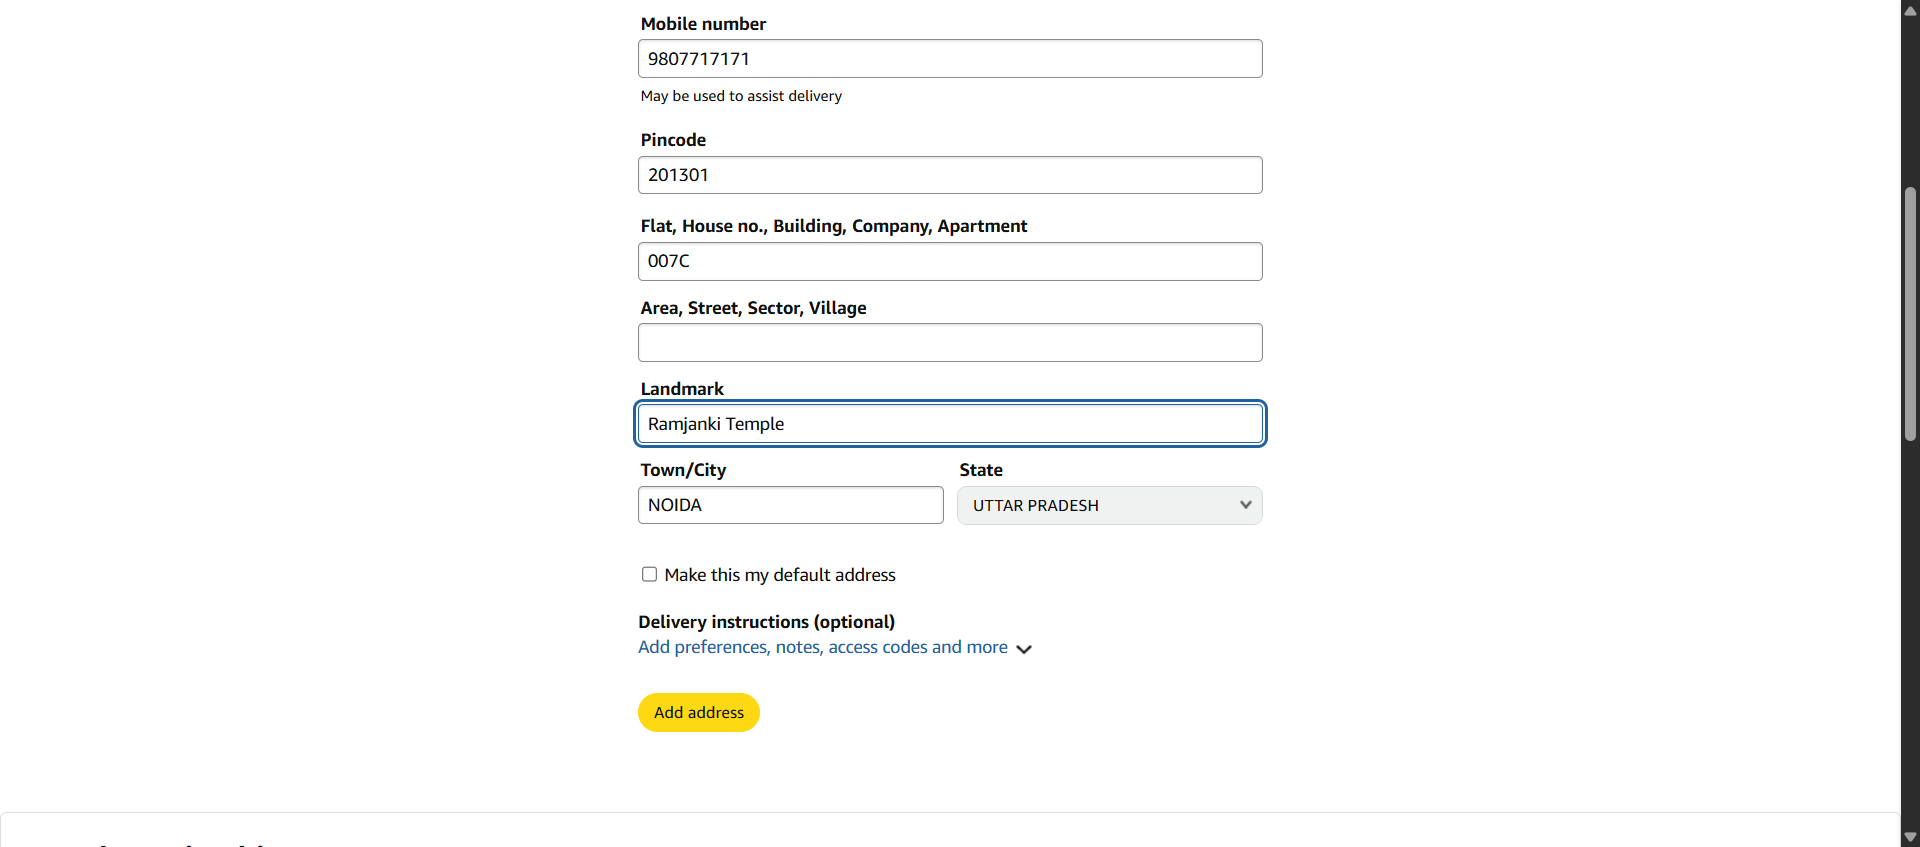 Mobile number
9807717171
May be used to assist delivery
Pincode
201301
Flat, House no., Building, Company, Apartment
007C
Area, Street, Sector, Village
Landmark
Ramjanki Temple
Town/City State
NOIDA UTTAR PRADESH
Make this my default address
Delivery instructions (optional)
Add preferences, notes, access codes and more
Add address